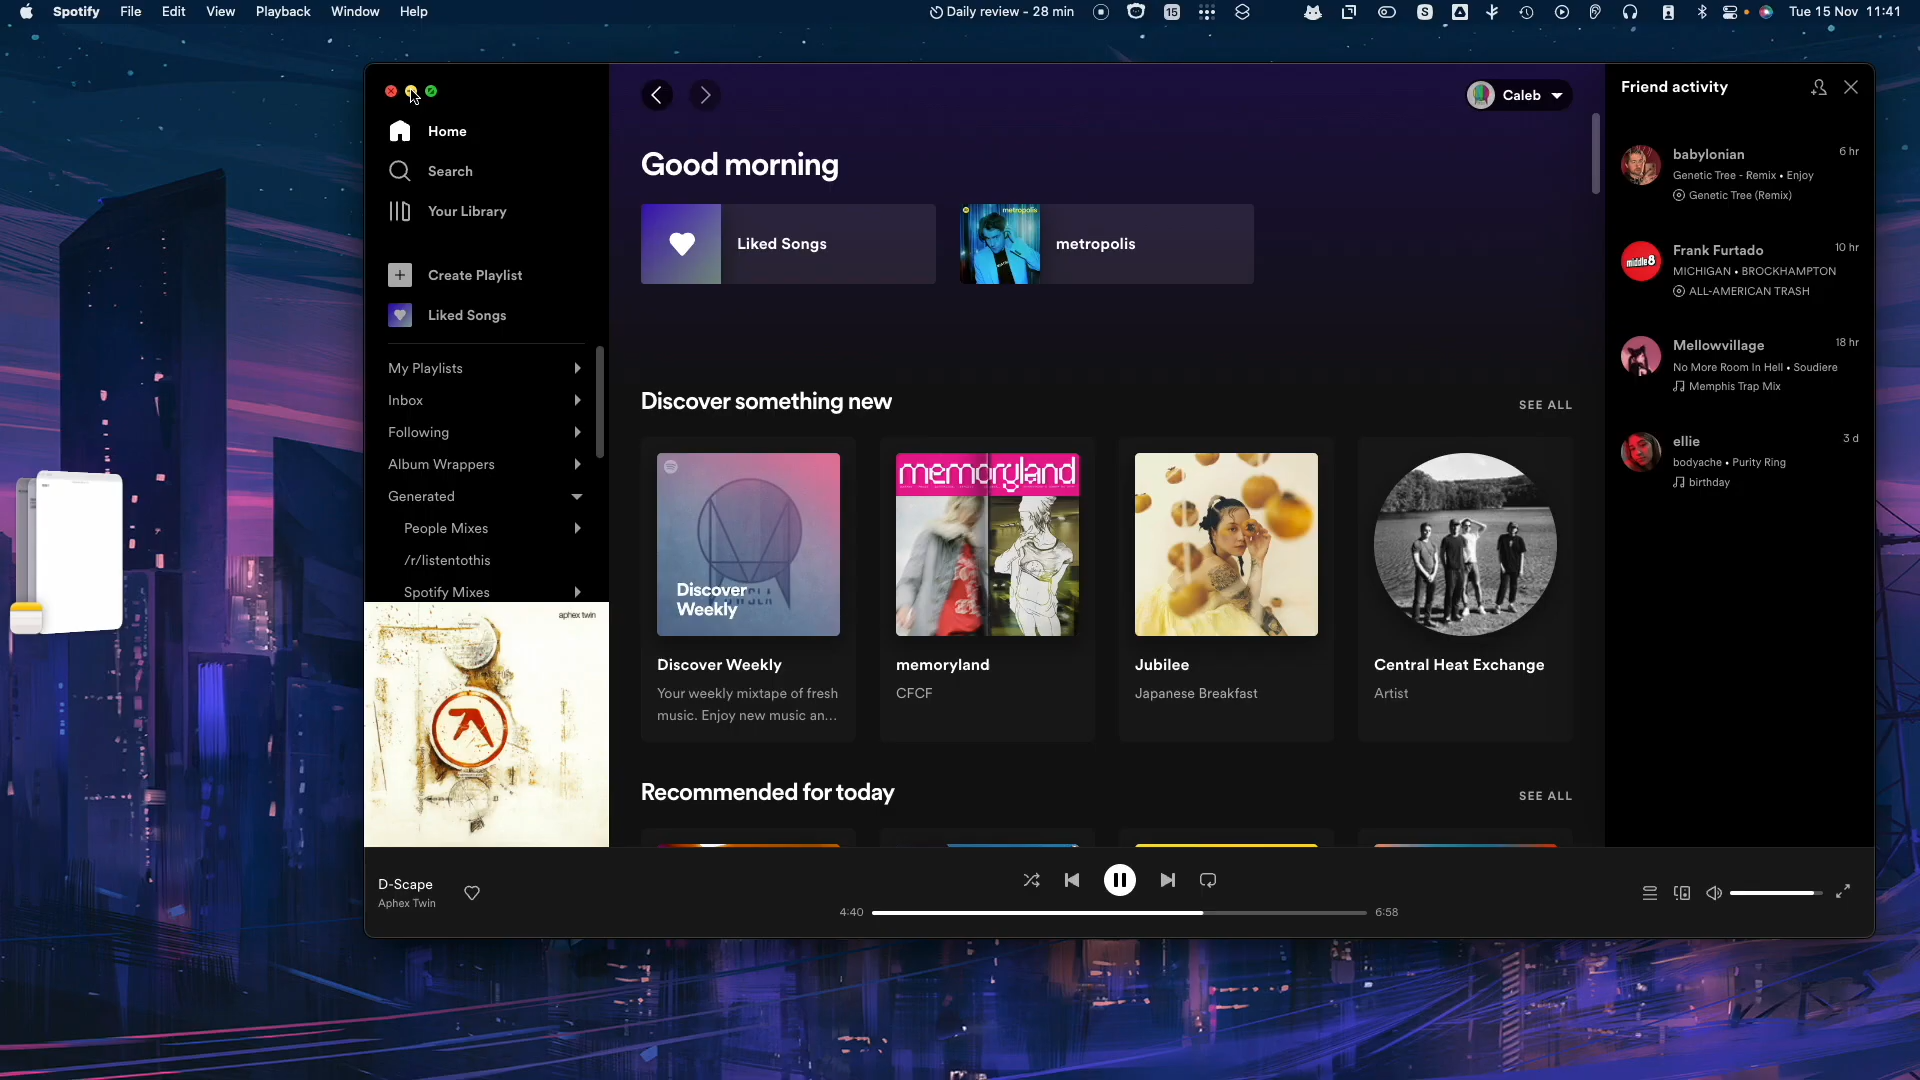 Spotify File Edit View Playback Window Help
Daily review - 28 min
15
S
Tue 15 Nov 11:41
Home
Search
Your Library
Create Playlist
Liked Songs
My Playlists
Inbox
Following
Album Wrappers
Generated
People Mixes
/r/listentothis
Spotify Mixes
aphex twin
Caleb
Good morning
Liked Songs
metropolis
metropolis
Discover something new
SEE ALL
Discover
Weekly
Discover Weekly
Your weekly mixtape of fresh
music. Enjoy new music an...
memoryland
memoryland
CFCF
Jubilee
Japanese Breakfast
Central Heat Exchange
Artist
Recommended for today
SEE ALL
Friend activity
babylonian
6 hr
Genetic Tree - Remix • Enjoy
Genetic Tree (Remix)
middle8
Frank Furtado
10 hr
MICHIGAN • BROCKHAMPTON
ALL-AMERICAN TRASH
Mellowvillage
18 hr
No More Room In Hell • Soudiere
Memphis Trap Mix
ellie
3 d
bodyache • Purity Ring
birthday
D-Scape
Aphex Twin
4:40
6:58